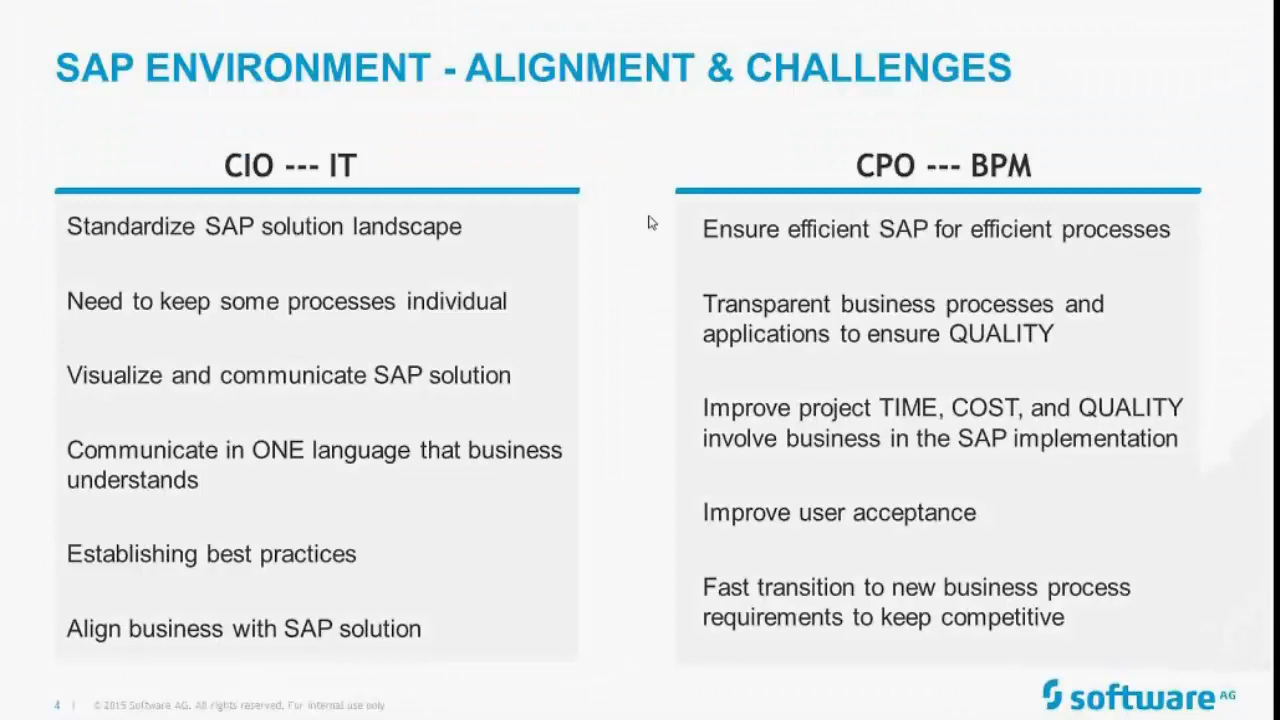 SAP ENVIRONMENT - ALIGNMENT & CHALLENGES
CIO --- IT
Standardize SAP solution landscape
Need to keep some processes individual
Visualize and communicate SAP solution
Communicate in ONE language that business
understands
Establishing best practices
Align business with SAP solution
CPO --- BPM
Ensure efficient SAP for efficient processes
Transparent business processes and
applications to ensure QUALITY
Improve project TIME, COST, and QUALITY
involve business in the SAP implementation
Improve user acceptance
Fast transition to new business process
requirements to keep competitive
4 | © 2015 Software AG. All rights reserved. For internal use only
software AG